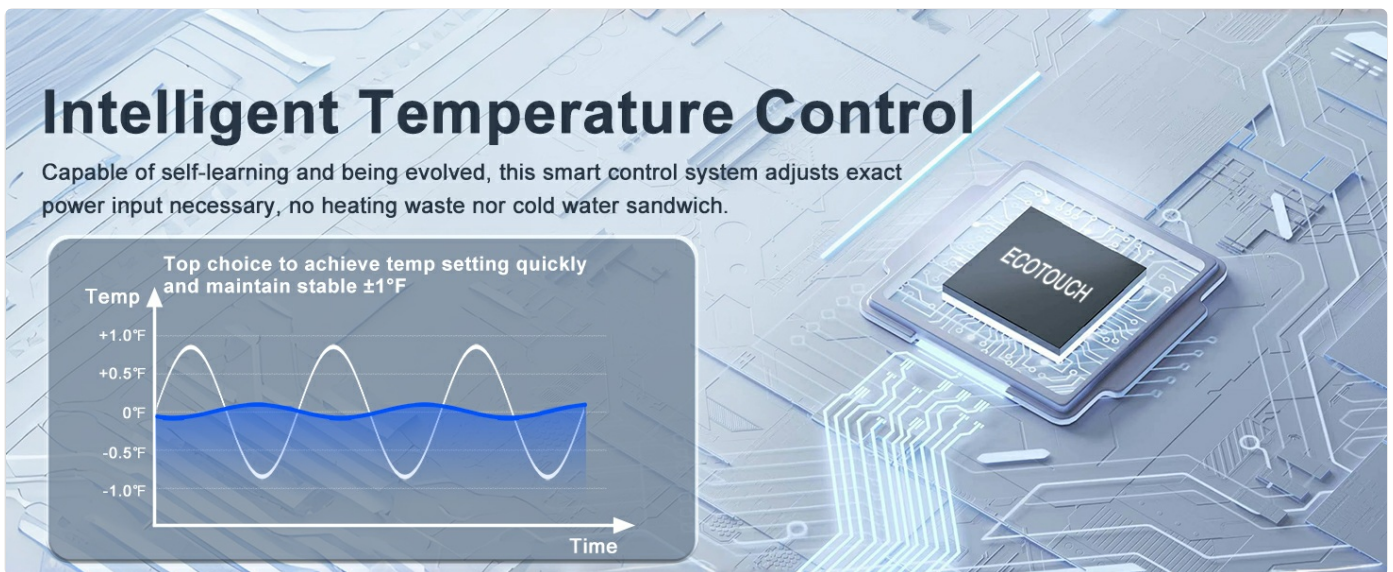 Intelligent Temperature Control
Capable of self-learning and being evolved, this smart control system adjusts exact
power input necessary, no heating waste nor cold water sandwich.
Top choice to achieve temp setting quickly
and maintain stable ±1°F
Temp
+1.0°F
+0.5°F
0°F
-0.5°F
-1.0°F
Time
ECOTOUCH